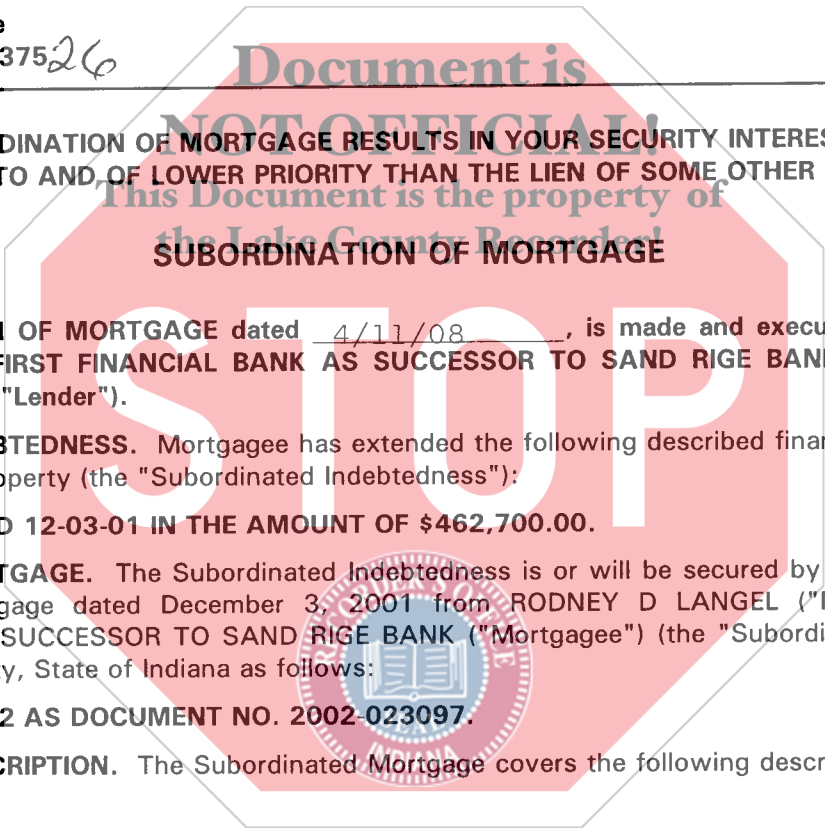 e
37526
Document is
NOT OFFICIAL!
DINATION OF MORTGAGE RESULTS IN YOUR SECURITY INTERES
TO AND OF LOWER PRIORITY THAN THE LIEN OF SOME OTHER
This Document is the property of
the Lake County Recorder!
SUBORDINATION OF MORTGAGE
OF MORTGAGE dated 4/11/08, is made and execu
FIRST FINANCIAL BANK AS SUCCESSOR TO SAND RIGE BAN
"Lender").
STOP
BTEDNESS. Mortgagee has extended the following described finan
operty (the "Subordinated Indebtedness"):
D 12-03-01 IN THE AMOUNT OF $462,700.00.
TGAGE. The Subordinated Indebtedness is or will be secured by
gage dated December 3, 2001 from RODNEY D LANGEL ("
SUCCESSOR TO SAND RIGE BANK ("Mortgagee") (the "Subordi
y, State of Indiana as follows:
2 AS DOCUMENT NO. 2002-023097.
CRIPTION. The Subordinated Mortgage covers the following descr
RECORDER'S OFFICE
SEAL
INDIANA